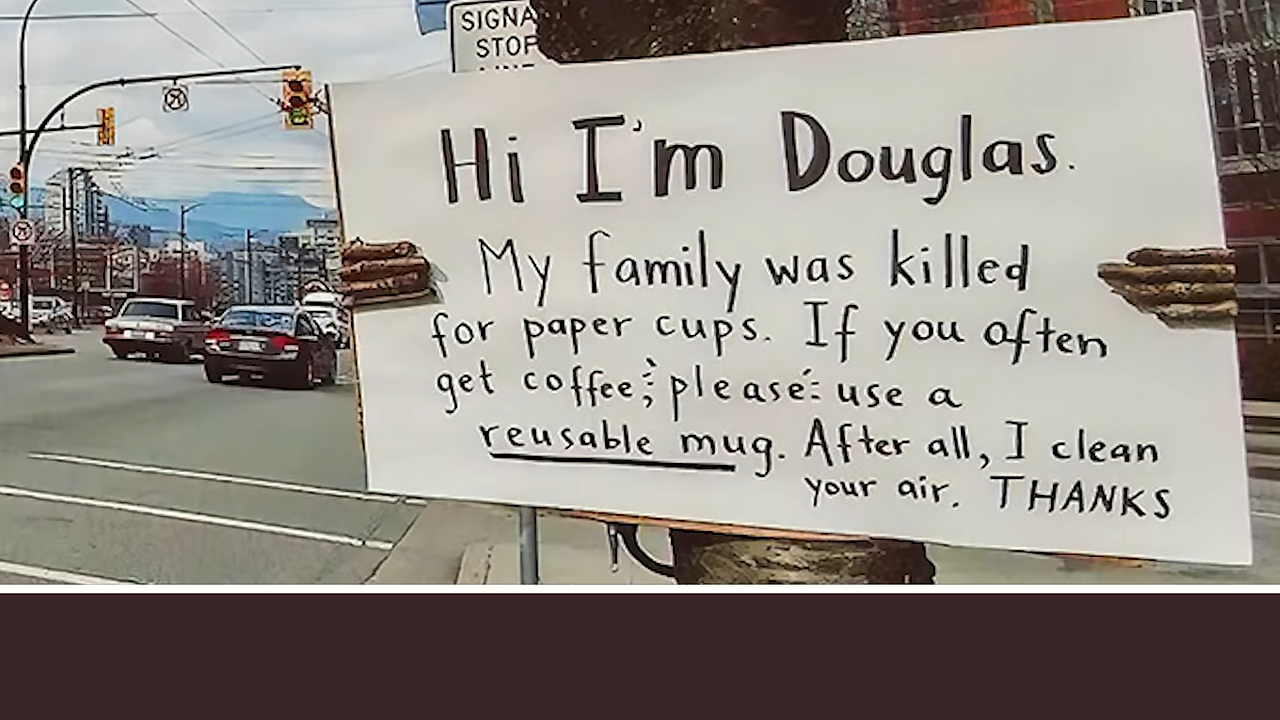 SIGNA
STOP
Hi I'm Douglas.
My family was killed
for paper cups. If you often
get coffee, please use a
reusable mug. After all, I clean
your air. THANKS